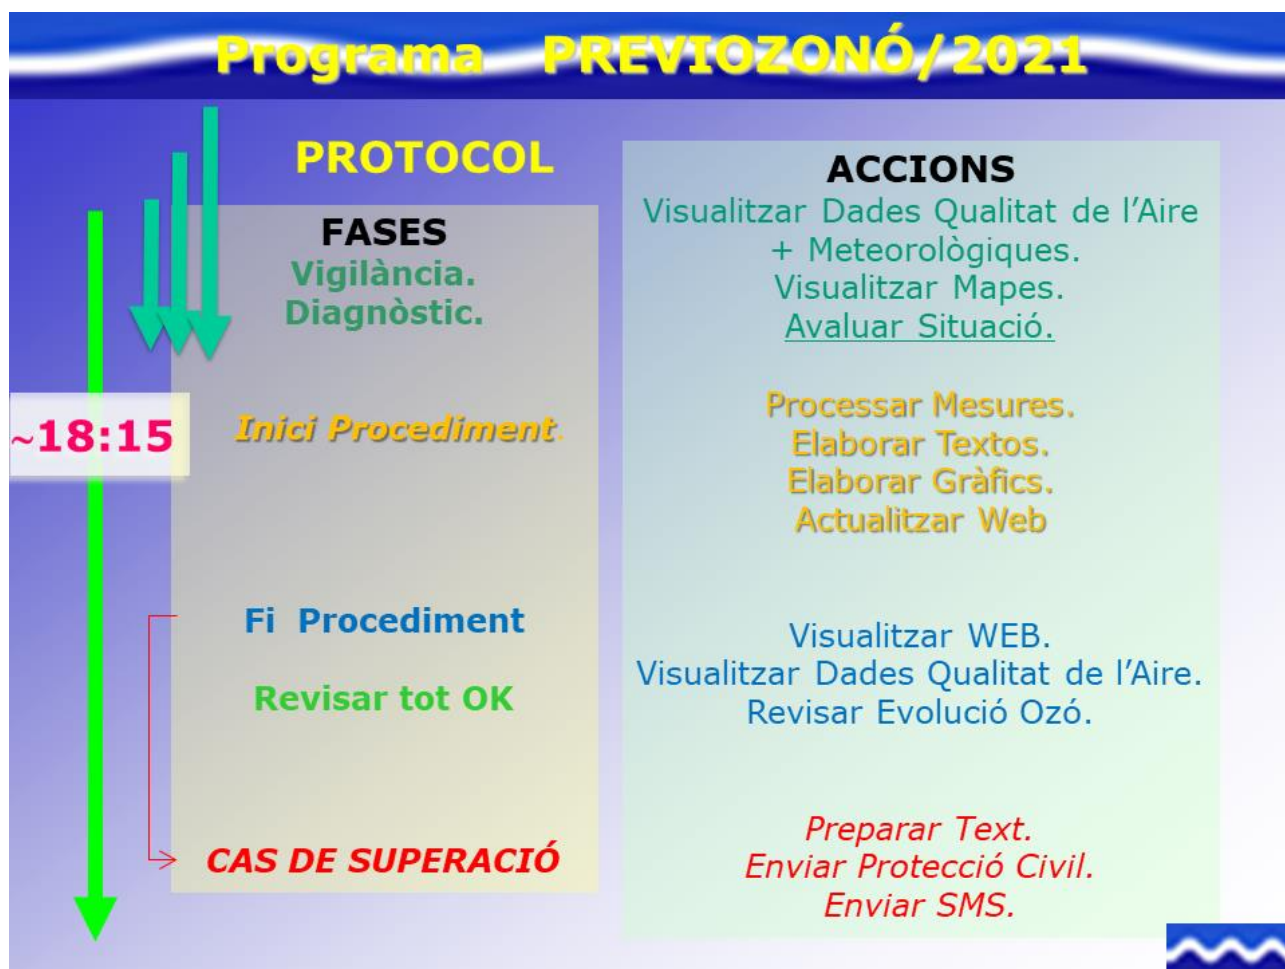 Programa PREVIOZONÓ/2021
PROTOCOL
FASES
Vigilància.
Diagnòstic.
~18:15
Inici Procediment.
Fi Procediment
Revisar tot OK
CAS DE SUPERACIÓ
ACCIONS
Visualitzar Dades Qualitat de l’Aire
+ Meteorològiques.
Visualitzar Mapes.
Avaluar Situació.
Processar Mesures.
Elaborar Textos.
Elaborar Gràfics.
Actualitzar Web
Visualitzar WEB.
Visualitzar Dades Qualitat de l’Aire.
Revisar Evolució Ozó.
Preparar Text.
Enviar Protecció Civil.
Enviar SMS.